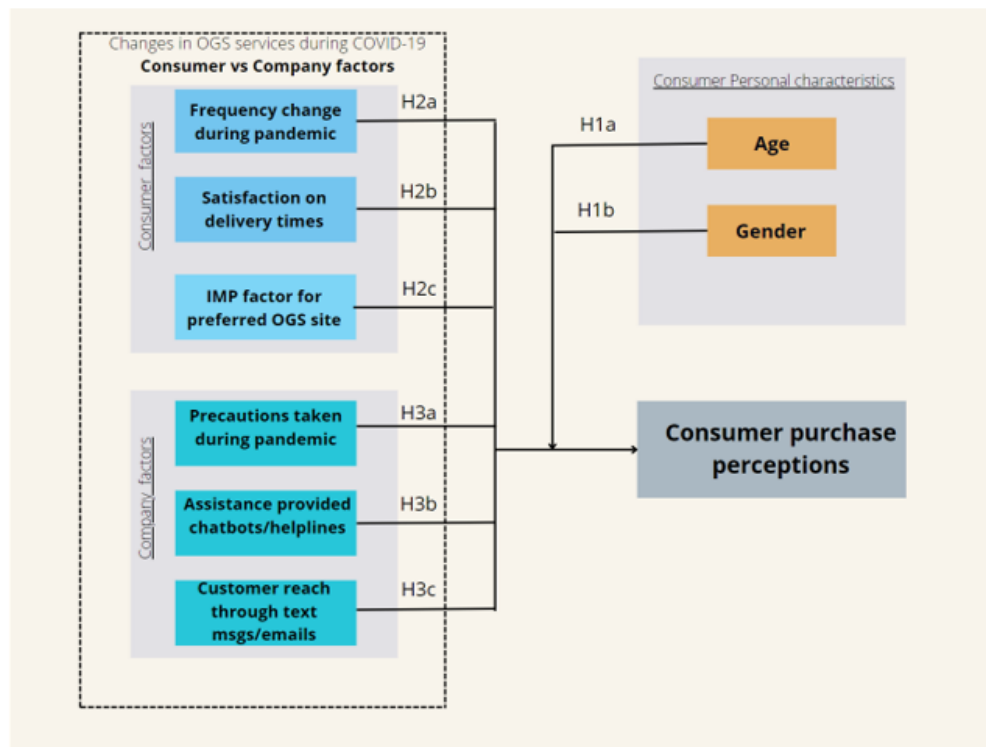 Changes in OGS services during COVID-19
Consumer vs Company factors
Consumer factors
Frequency change
during pandemic
H2a
Satisfaction on
delivery times
H2b
IMP factor for
preferred OGS site
H2c
Company factors
Precautions taken
during pandemic
H3a
Assistance provided
chatbots/helplines
H3b
Customer reach
through text
msgs/emails
H3c
Consumer Personal characteristics
H1a
Age
H1b
Gender
Consumer purchase
perceptions